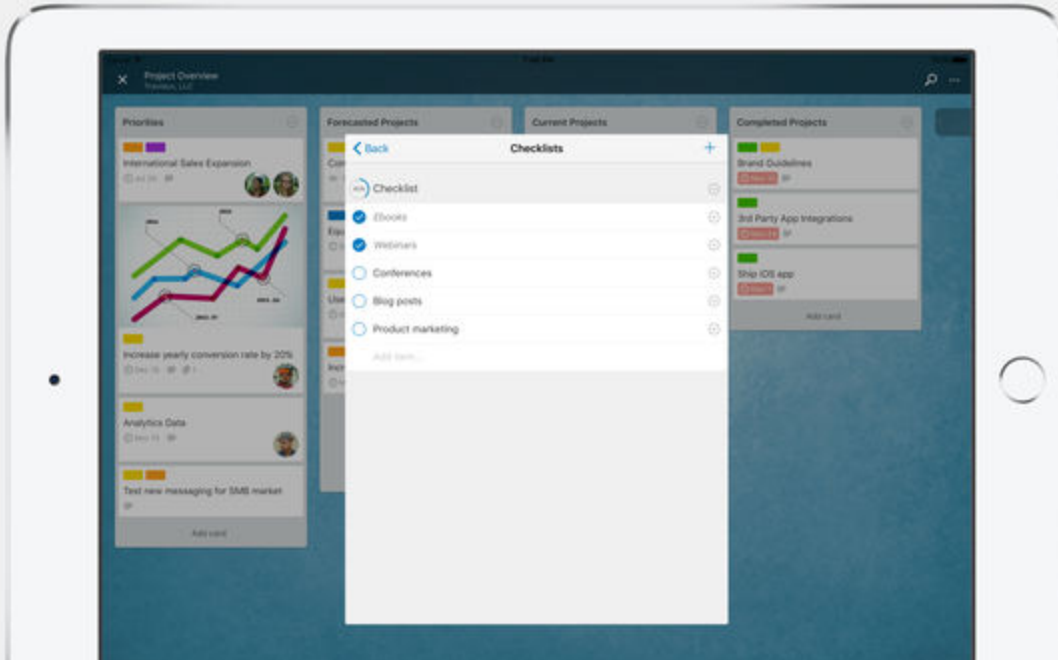 Project Overview
Priorities
International Sales Expansion
Increase yearly conversion rate by 20%
Analytics Data
Test new messaging for SMB market
Add card
Forecasted Projects
Current Projects
Back
Checklists
+
Checklist
EBooks
Webinars
Conferences
Blog posts
Product marketing
Add item...
Completed Projects
Brand Guidelines
3rd Party App Integrations
Ship iOS app
Add card